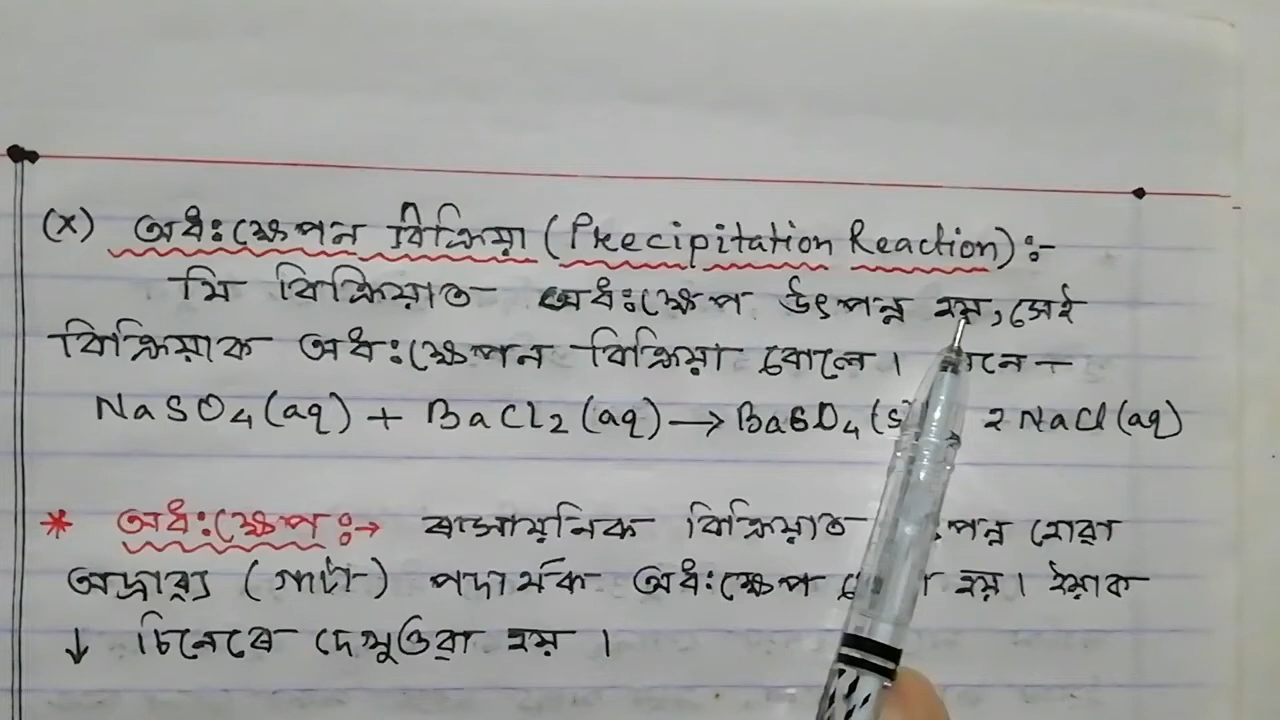 (x) অধঃক্ষেপন বিক্ৰিয়া (Precipitation Reaction) :-
যি বিক্ৰিয়াত অধঃক্ষেপ উৎপন্ন হয়, সেই
বিক্ৰিয়াক অধঃক্ষেপন বিক্ৰিয়া বোলে।
NaSO₄(aq) + BaCl₂(aq) → BaSO₄(s 2NaCl(aq)
* অধঃক্ষেপ :→ ৰাসায়নিক বিক্ৰিয়াত হোৱা
অদ্ৰাৱ্য (গোটা) পদাৰ্থক অধঃক্ষেপ হয়। ইয়াক
↓ চিনেৰে দেখুওৱা হয়।